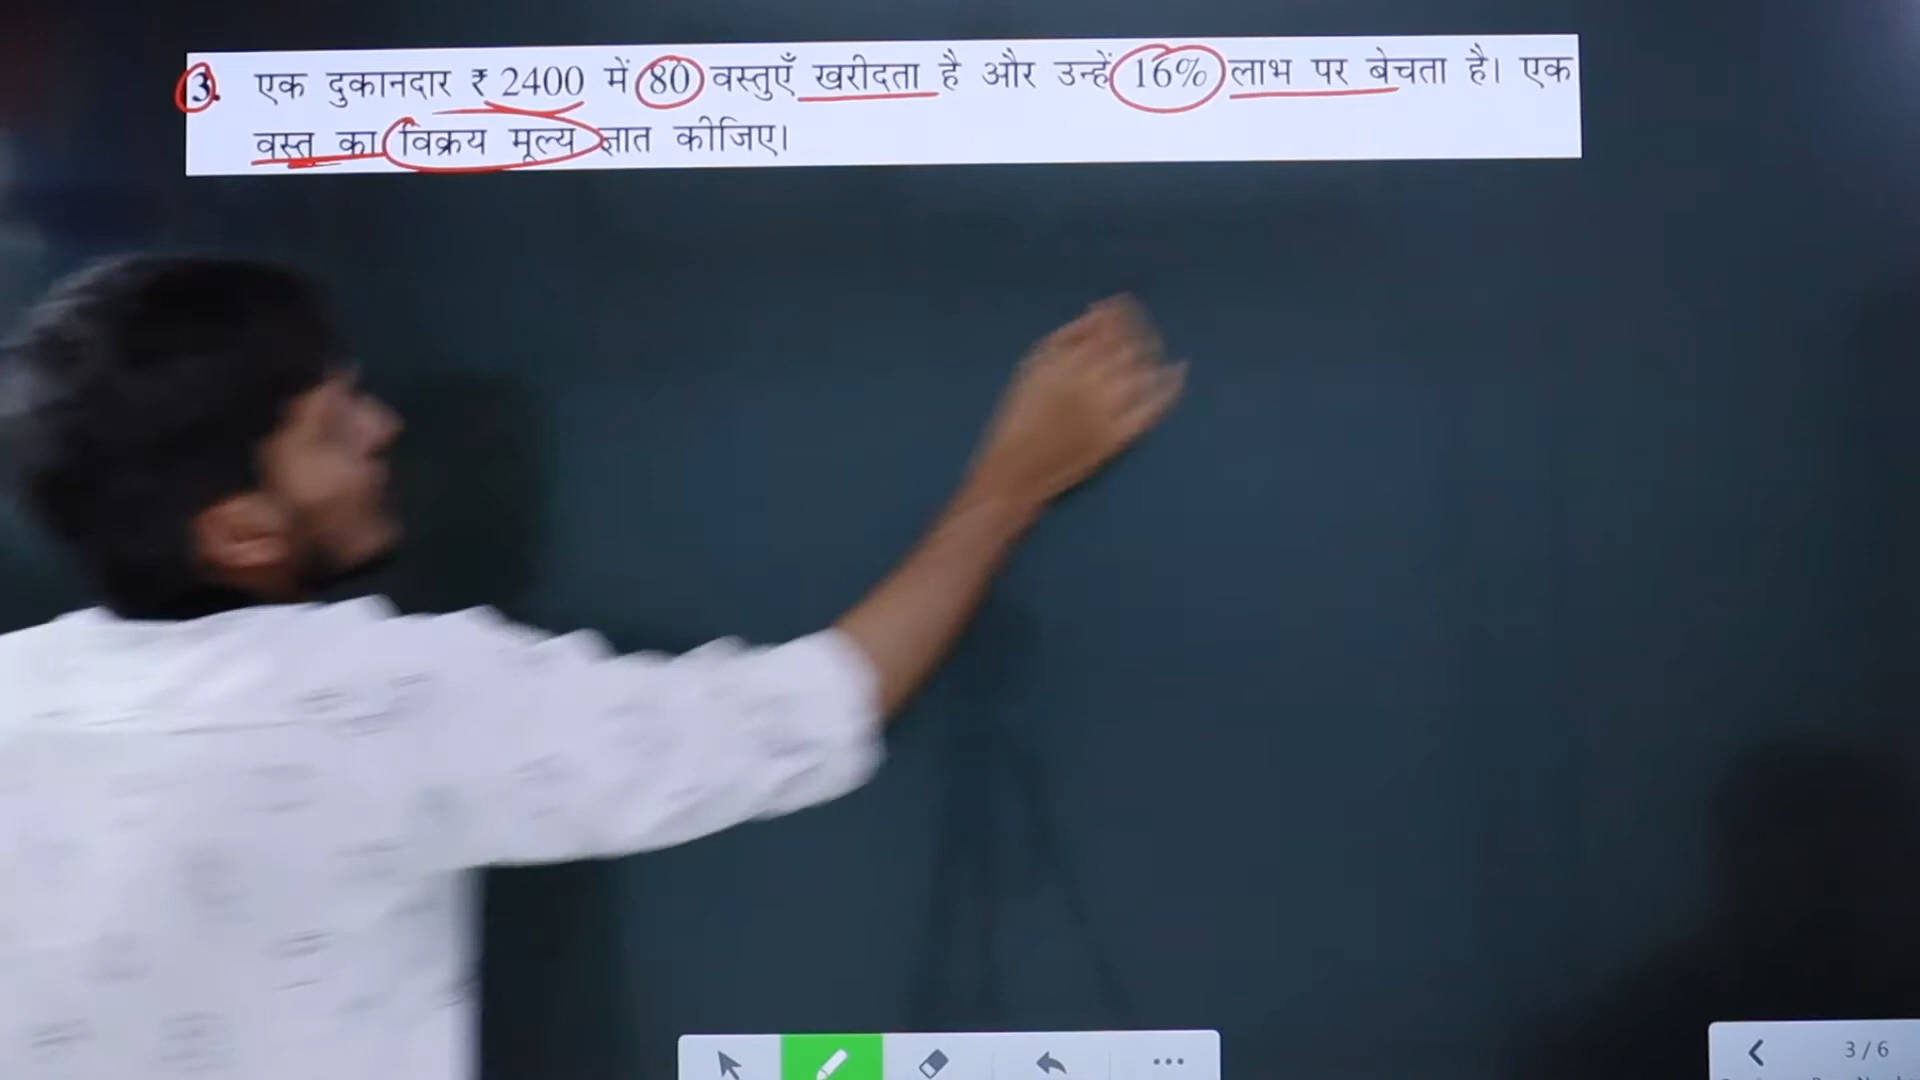 3. एक दुकानदार ₹ 2400 में 80 वस्तुएँ खरीदता है और उन्हें 16% लाभ पर बेचता है। एक
वस्तु का विक्रय मूल्य ज्ञात कीजिए।
3 / 6